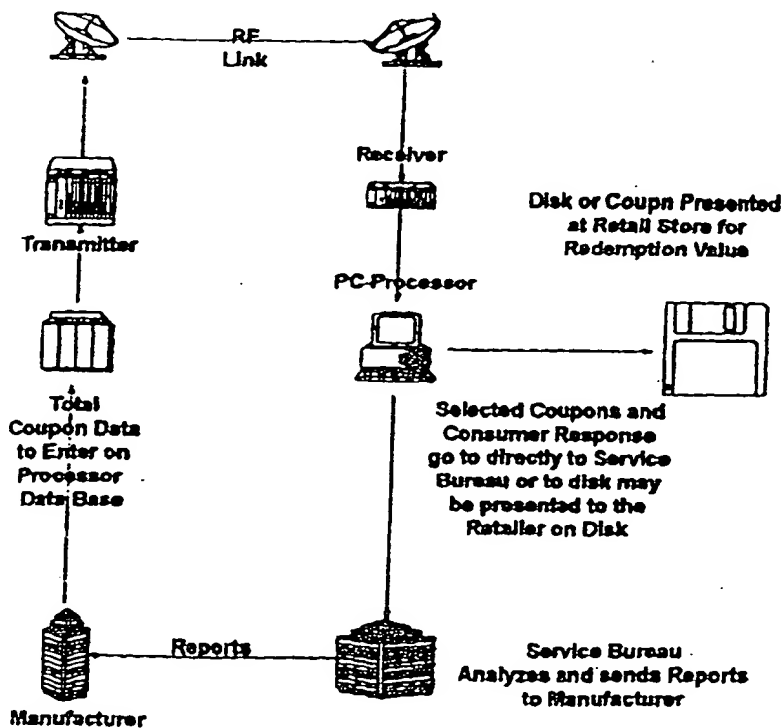 RF
Link
Receiver
Transmitter
Disk or Coupn Presented
at Retail Store for
Redemption Value
PC-Processor
Total
Coupon Data
to Enter on
Processor
Data Base
Selected Coupons and
Consumer Response
go to directly to Service
Bureau or to disk may
be presented to the
Retailer on Disk
Reports
Service Bureau
Analyzes and sends Reports
to Manufacturer
Manufacturer